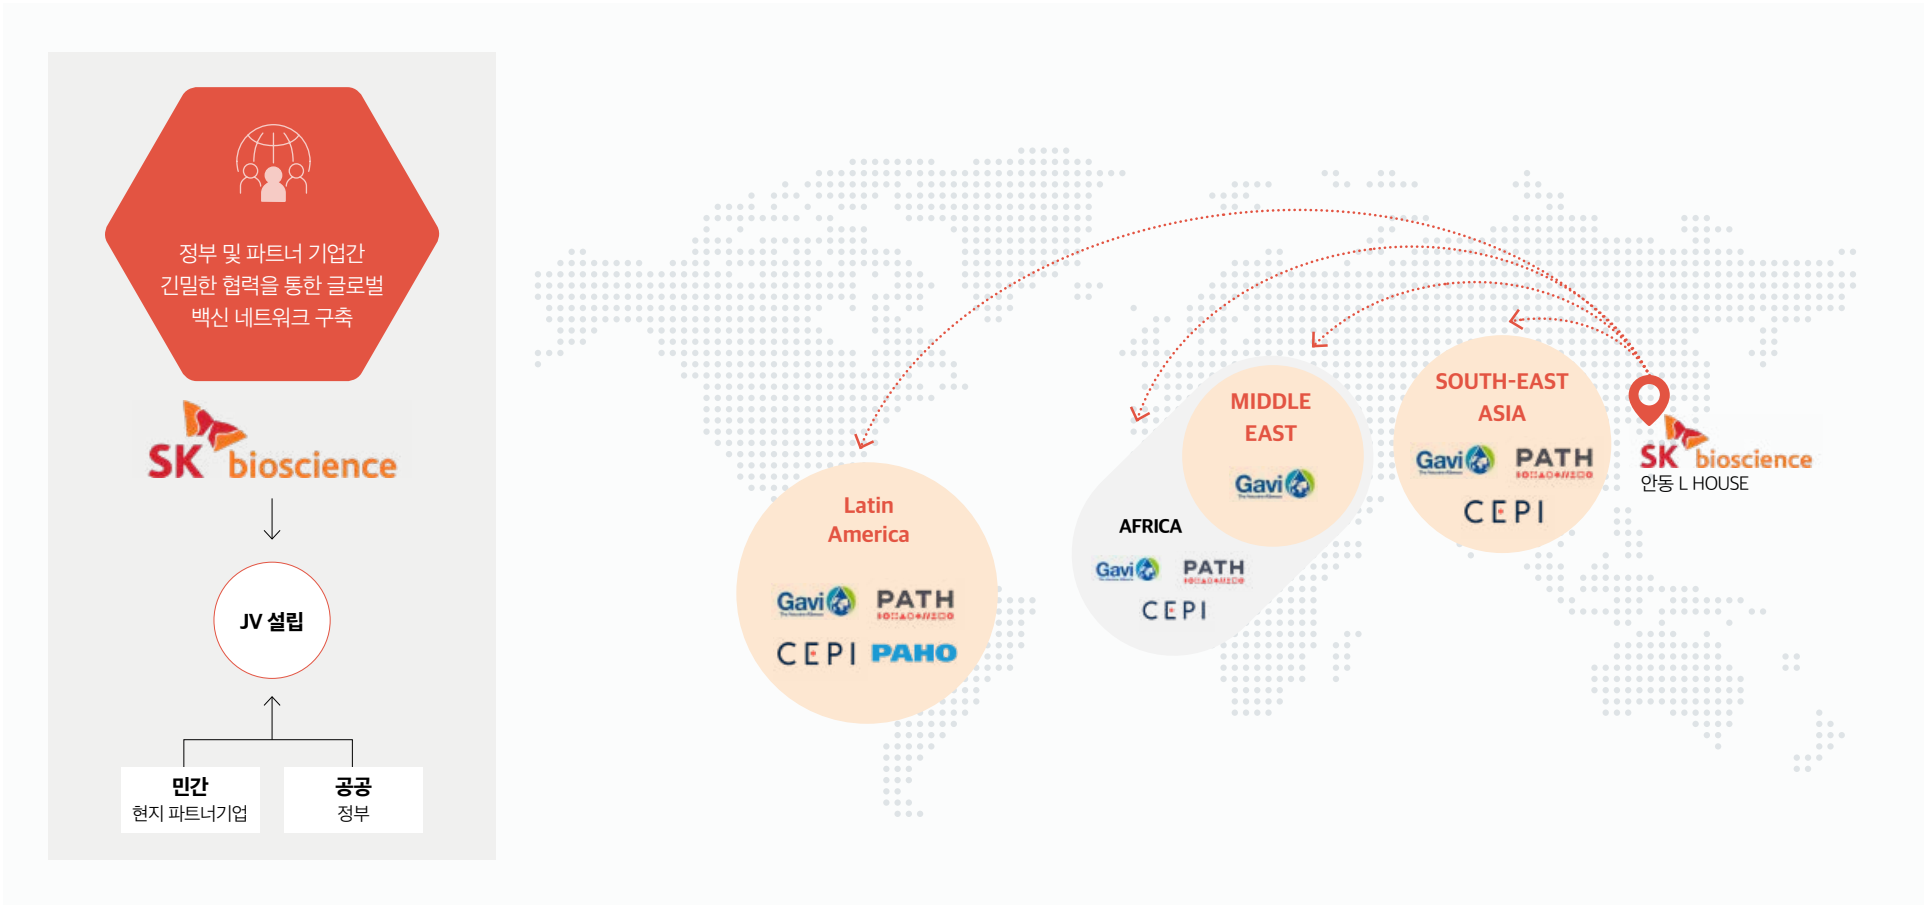 정부 및 파트너 기업간
긴밀한 협력을 통한 글로벌
백신 네트워크 구축
SK bioscience
JV 설립
민간
현지 파트너기업
공공
정부
Latin
America
Gavi
PATH
CEPI
PAHO
AFRICA
Gavi
PATH
CEPI
MIDDLE
EAST
Gavi
SOUTH-EAST
ASIA
Gavi
PATH
CEPI
SK bioscience
안동 L HOUSE